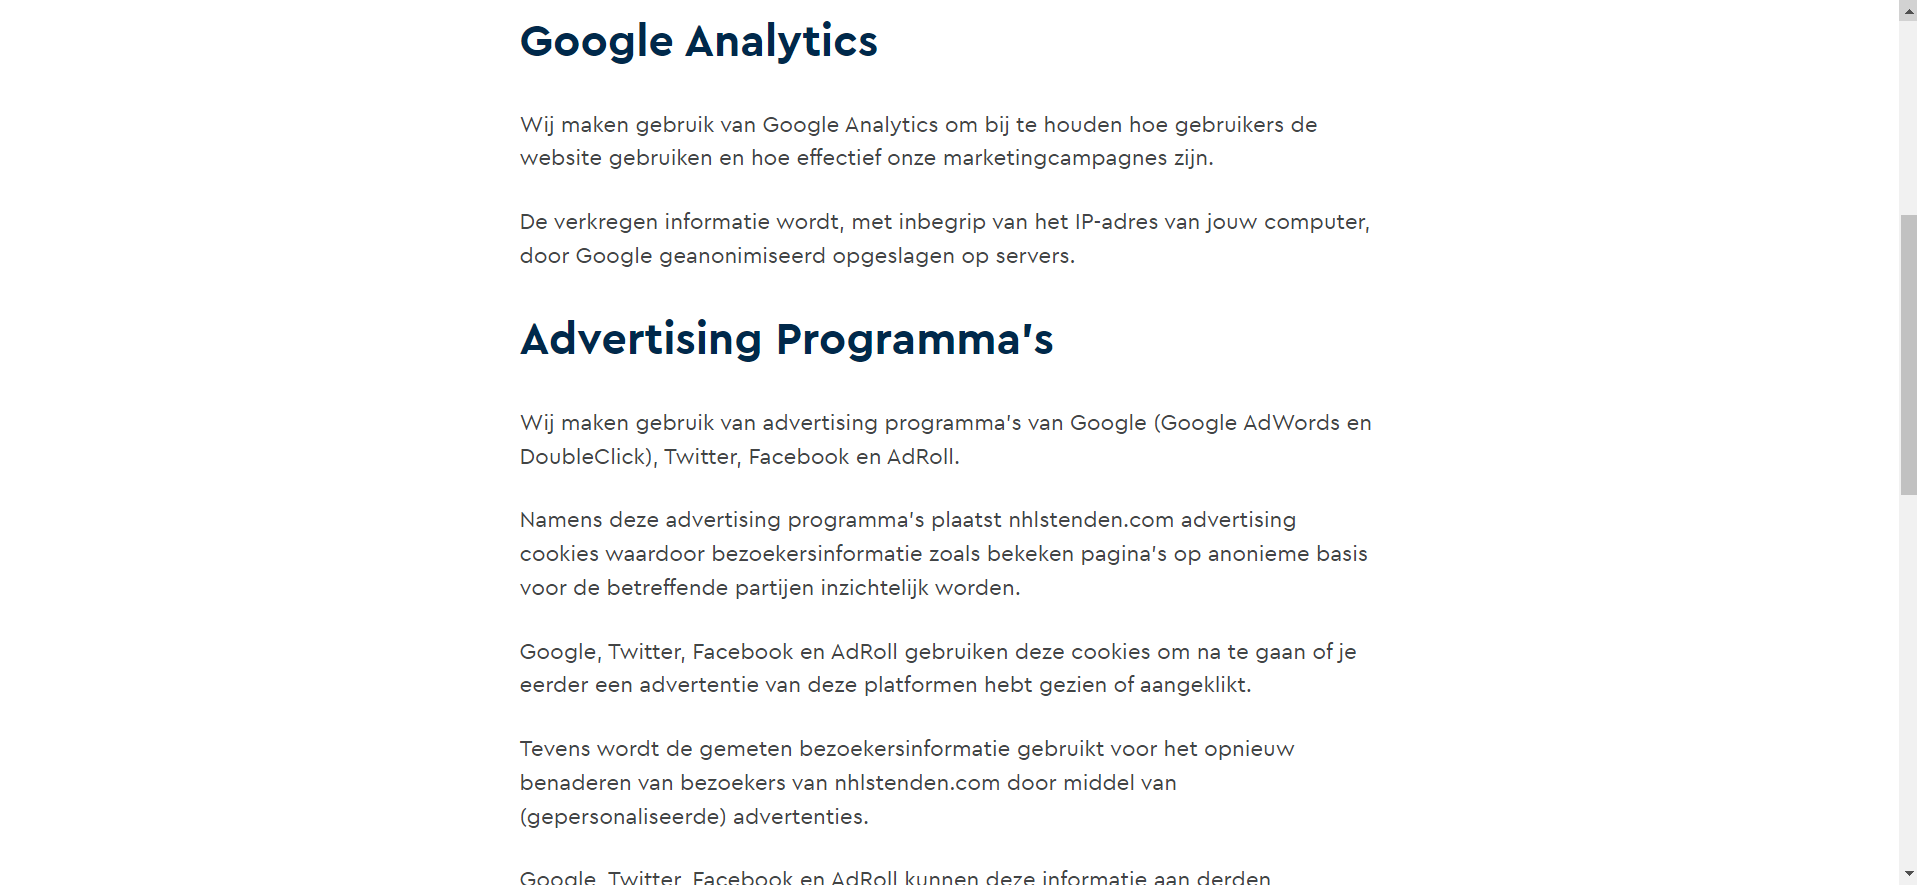 Google Analytics
Wij maken gebruik van Google Analytics om bij te houden hoe gebruikers de
website gebruiken en hoe effectief onze marketingcampagnes zijn.
De verkregen informatie wordt, met inbegrip van het IP-adres van jouw computer,
door Google geanonimiseerd opgeslagen op servers.
Advertising Programma's
Wij maken gebruik van advertising programma's van Google (Google AdWords en
DoubleClick), Twitter, Facebook en AdRoll.
Namens deze advertising programma's plaatst nhlstenden.com advertising
cookies waardoor bezoekersinformatie zoals bekeken pagina's op anonieme basis
voor de betreffende partijen inzichtelijk worden.
Google, Twitter, Facebook en AdRoll gebruiken deze cookies om na te gaan of je
eerder een advertentie van deze platformen hebt gezien of aangeklikt.
Tevens wordt de gemeten bezoekersinformatie gebruikt voor het opnieuw
benaderen van bezoekers van nhlstenden.com door middel van
(gepersonaliseerde) advertenties.
Google, Twitter, Facebook en AdRoll kunnen deze informatie aan derden